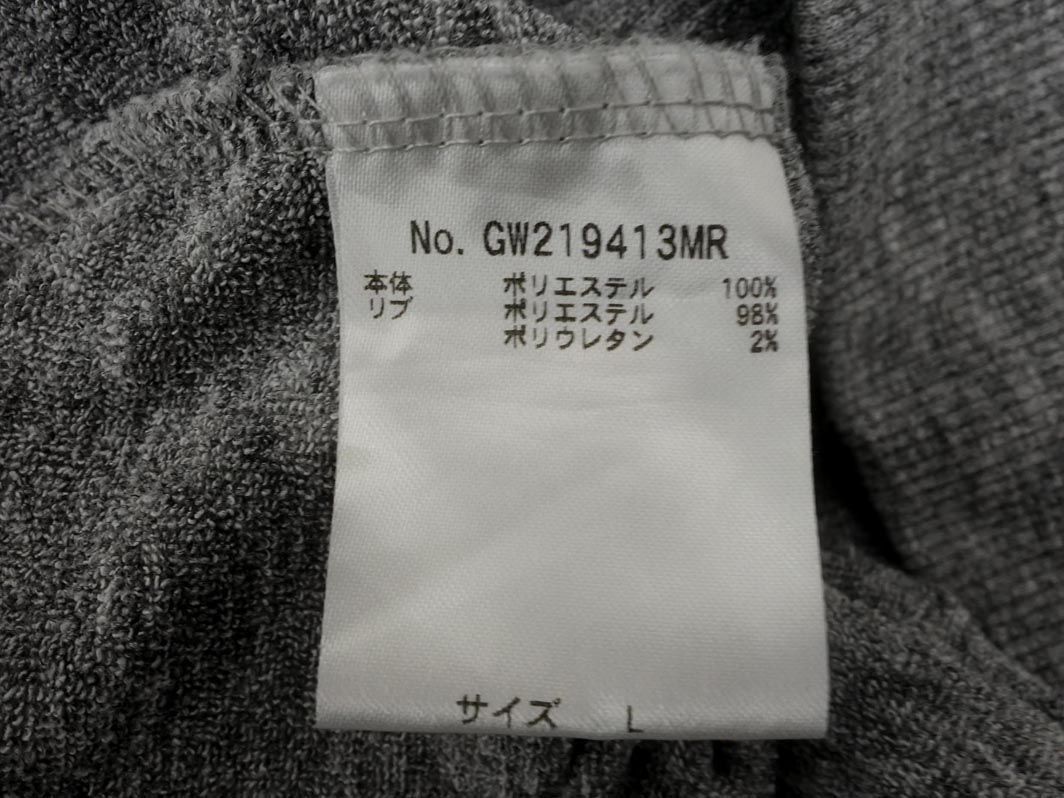 No. GW219413MR
本体 ポリエステル 100%
リブ ポリエステル 98%
ポリウレタン 2%
サイズ L